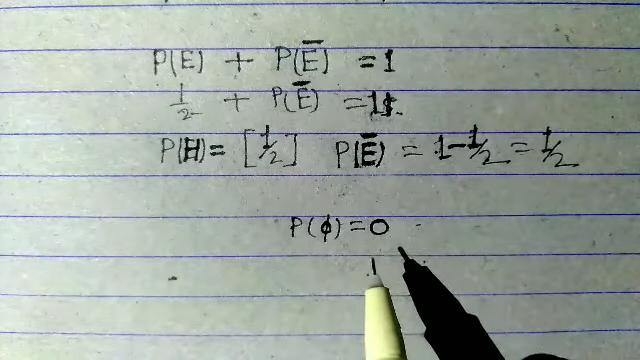 P(E) + P(E̅) = 1
1/2 + P(E̅) = 1
P(H) = [1/2] P(E̅) = 1 - 1/2 = 1/2
P(ϕ) = 0